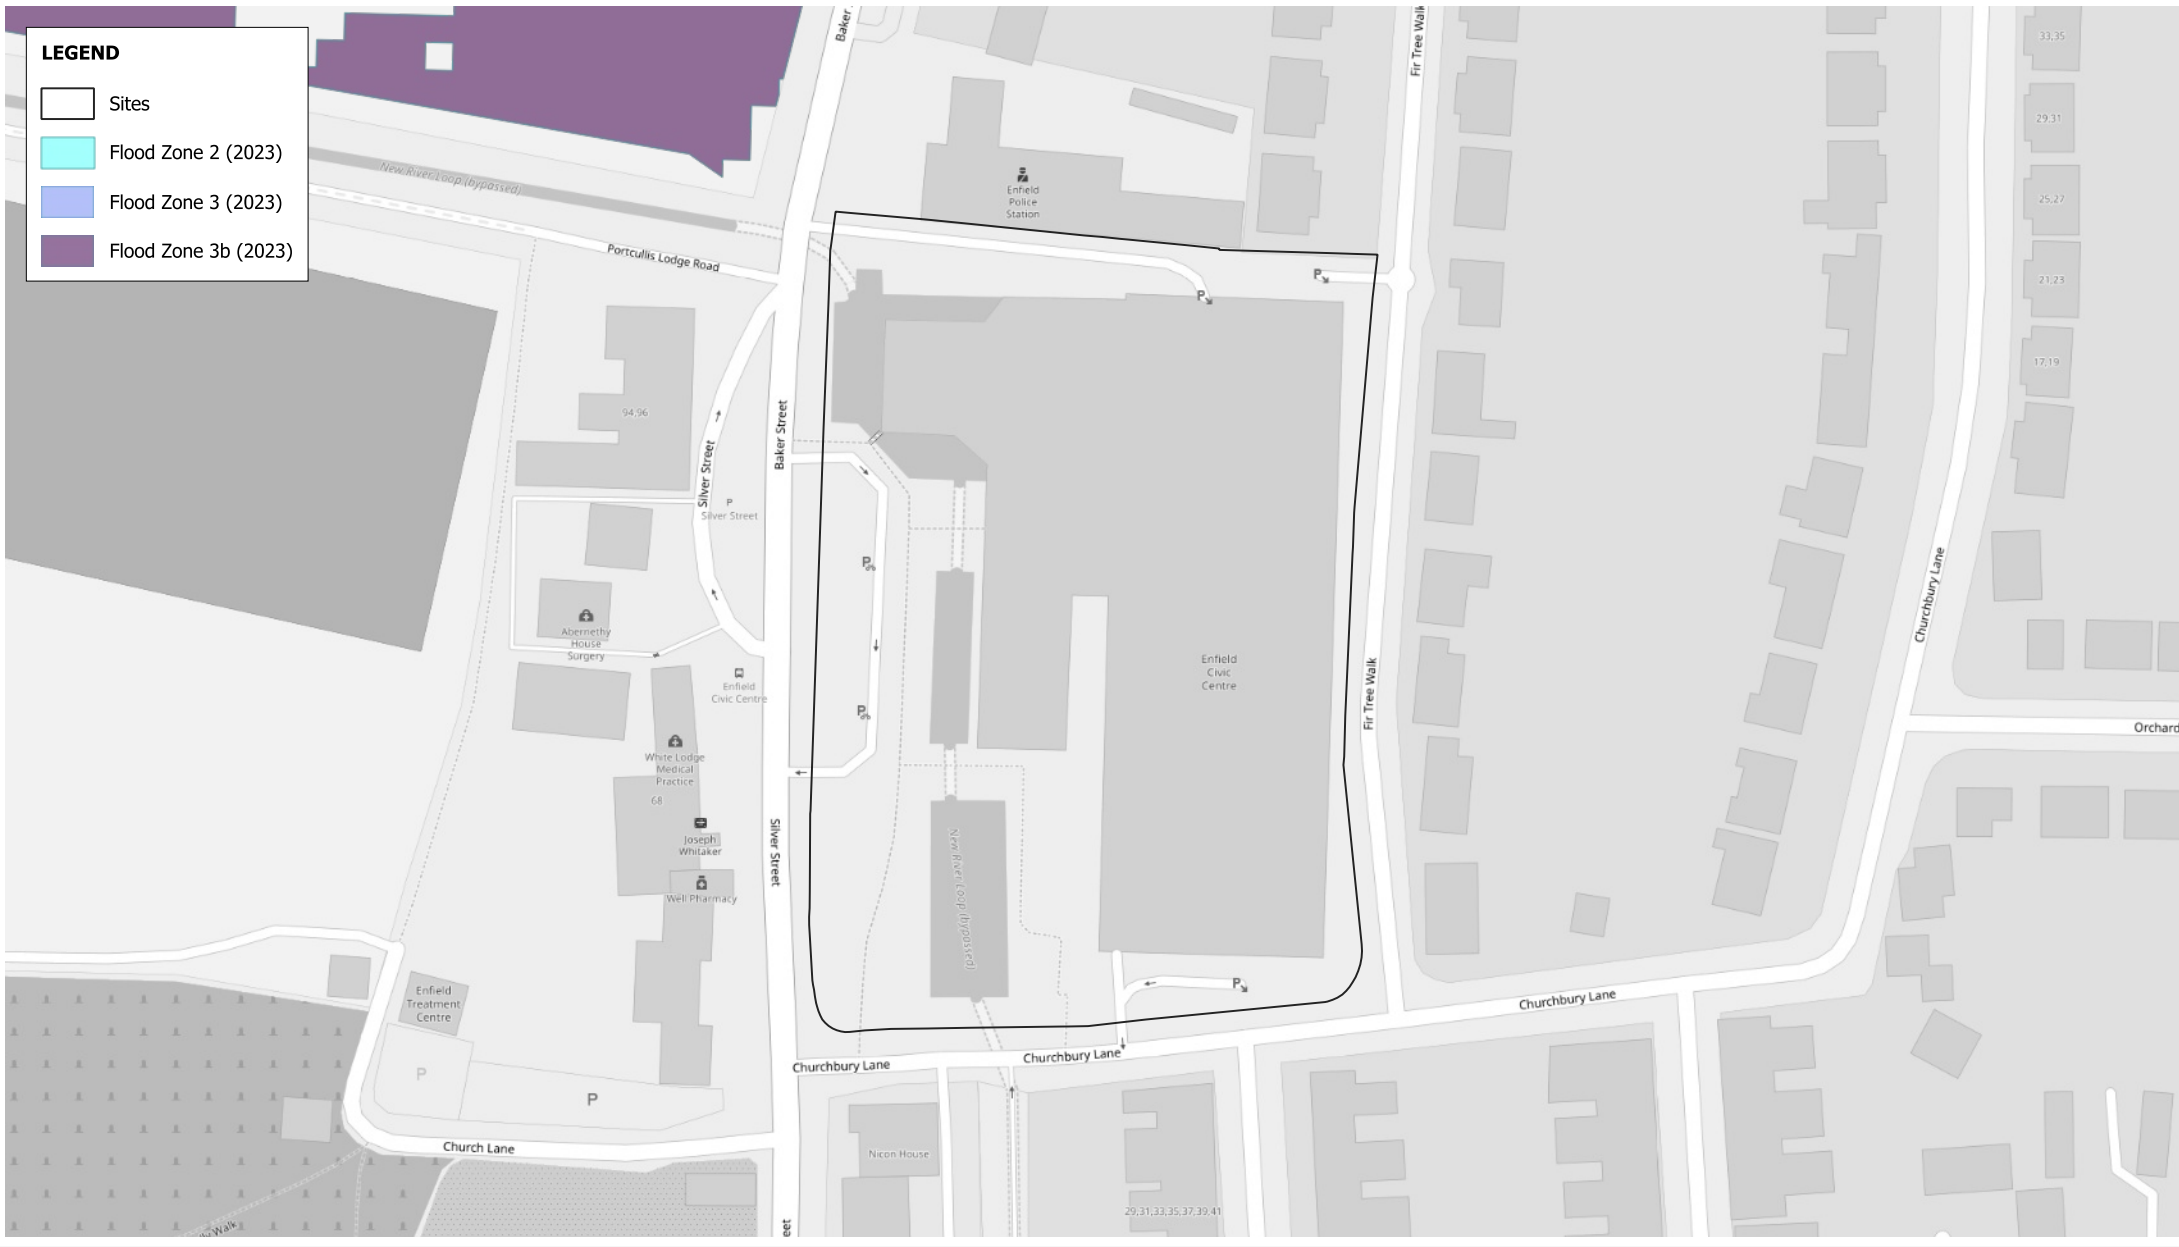 LEGEND
Sites
Flood Zone 2 (2023)
Flood Zone 3 (2023)
Flood Zone 3b (2023)
Baker
Fir Tree Walk
33,35
29,31
25,27
21,23
17,19
New River Loop (bypassed)
Enfield
Police
Station
Portcullis Lodge Road
P
P
94,96
Baker Street
Silver Street
P
Silver Street
P
Abernethy
House
Surgery
Enfield
Civic Centre
Enfield
Civic
Centre
Fir Tree Walk
Churchbury Lane
P
Orchard
White Lodge
Medical
Practice
68
Joseph
Whitaker
Silver Street
Well Pharmacy
New River Loop (bypassed)
Enfield
Treatment
Centre
P
Churchbury Lane
Churchbury Lane
Churchbury Lane
P
P
Church Lane
Nicon House
29,31,33,35,37,39,41
Walk
eet